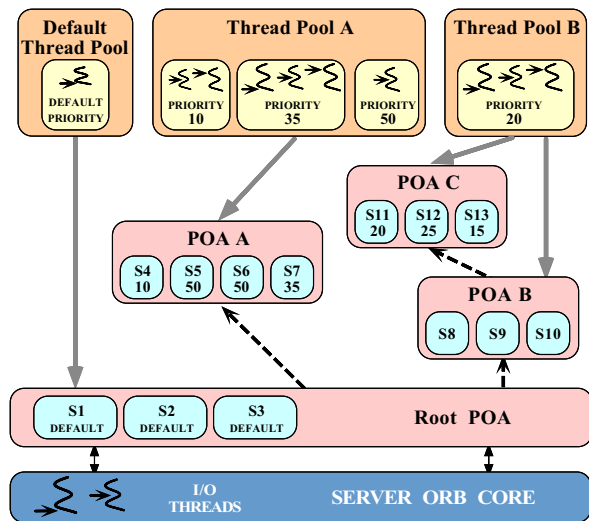 Default
Thread Pool
DEFAULT
PRIORITY
Thread Pool A
PRIORITY
10
PRIORITY
35
PRIORITY
50
Thread Pool B
PRIORITY
20
POA C
S11
20
S12
25
S13
15
POA A
S4
10
S5
50
S6
50
S7
35
POA B
S8
S9
S10
S1
DEFAULT
S2
DEFAULT
S3
DEFAULT
Root POA
I/O
THREADS
SERVER ORB CORE